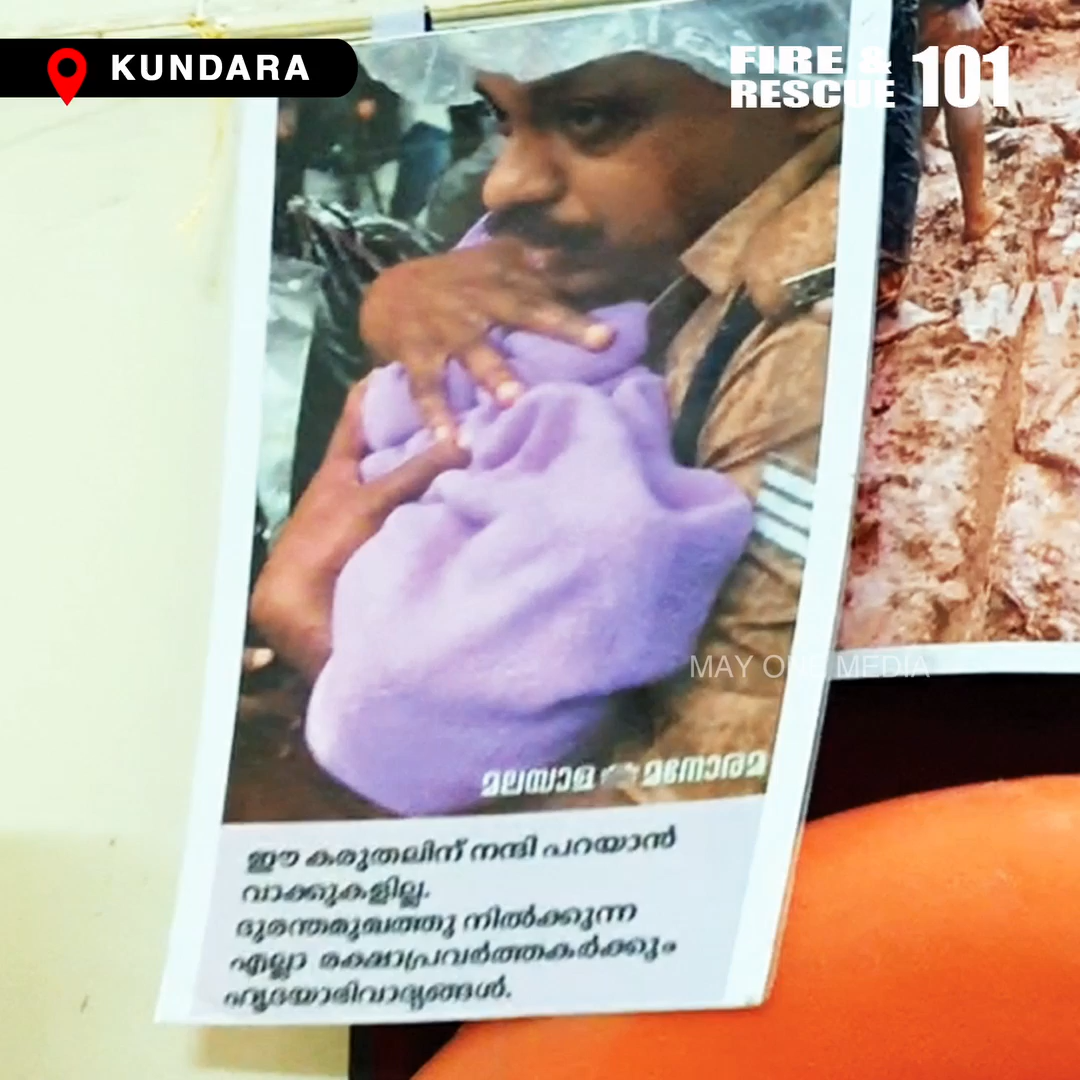 KUNDARA
FIRE &
RESCUE 101
WW
MAY ONE MEDIA
മലയാള മനോരമ
ഈ കരുതലിന് നന്ദി പറയാൻ
വാക്കുകളില്ല.
ദുരന്തമുഖത്തു നിൽക്കുന്ന
എല്ലാ രക്ഷാപ്രവർത്തകർക്കും
ഹൃദയാഭിവാദ്യങ്ങൾ.